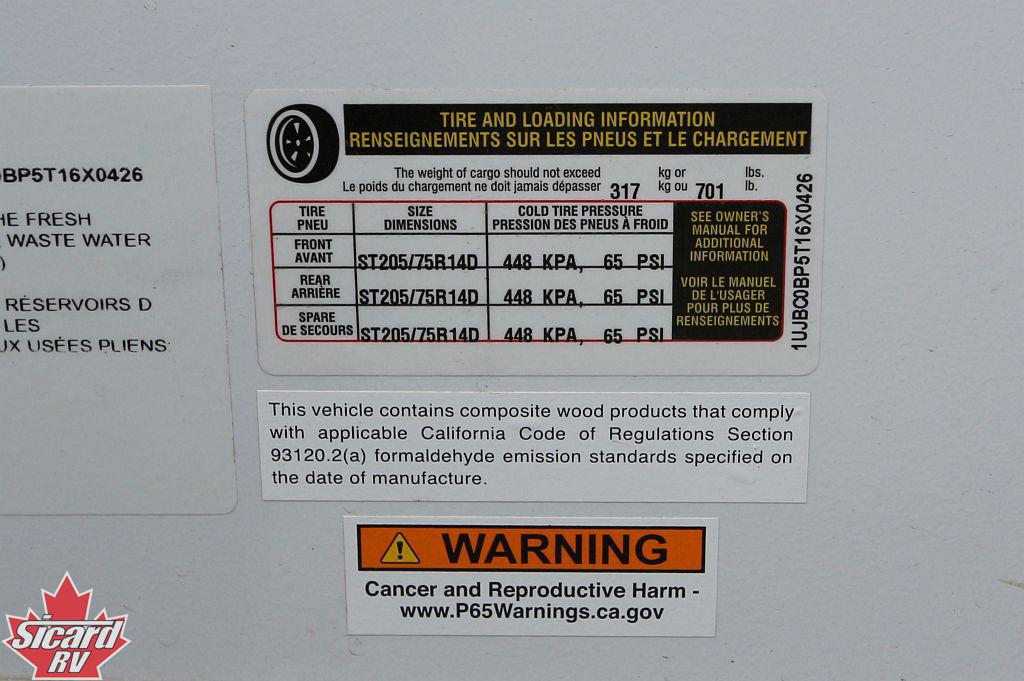 0BP5T16X0426
HE FRESH
WASTE WATER
)
RÉSERVOIRS D
LES
UX USÉES PLIENS:
TIRE AND LOADING INFORMATION
RENSEIGNEMENTS SUR LES PNEUS ET LE CHARGEMENT
The weight of cargo should not exceed kg or lbs.
Le poids du chargement ne doit jamais dépasser 317 kg ou 701 lb.
TIRE SIZE COLD TIRE PRESSURE
PNEU DIMENSIONS PRESSION DES PNEUS À FROID
FRONT
AVANT ST205/75R14D 448 KPA, 65 PSI
REAR
ARRIÈRE ST205/75R14D 448 KPA, 65 PSI
SPARE
DE SECOURS ST205/75R14D 448 KPA, 65 PSI
SEE OWNER'S
MANUAL FOR
ADDITIONAL
INFORMATION
VOIR LE MANUEL
DE L'USAGER
POUR PLUS DE
RENSEIGNEMENTS
1UJBC0BP5T16X0426
This vehicle contains composite wood products that comply
with applicable California Code of Regulations Section
93120.2(a) formaldehyde emission standards specified on
the date of manufacture.
WARNING
Cancer and Reproductive Harm -
www.P65Warnings.ca.gov
Sicard
RV